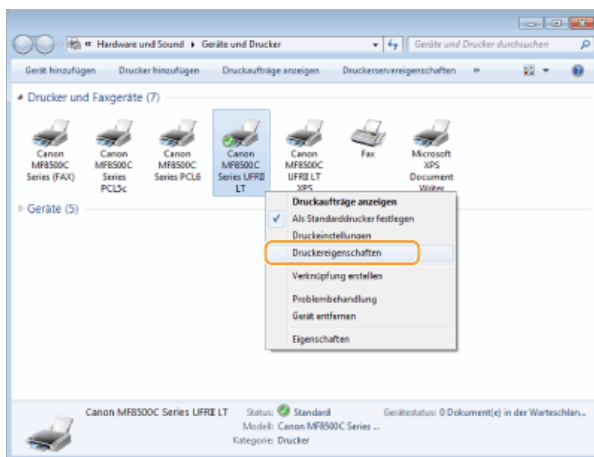 « Hardware und Sound ▸ Geräte und Drucker
Geräte und Drucker durchsuchen
Gerät hinzufügen Drucker hinzufügen Druckaufträge anzeigen Druckerservereigenschaften »
Drucker und Faxgeräte (7)
Canon MF8500C Series (FAX)
Canon MF8500C Series PCL5c
Canon MF8500C Series PCL6
Canon MF8500C Series UFRII LT
Canon MF8500C UFRII LT XPS
Fax
Microsoft XPS Document Writer
Geräte (5)
Druckaufträge anzeigen
Als Standarddrucker festlegen
Druckeinstellungen
Druckereigenschaften
Verknüpfung erstellen
Problembehandlung
Gerät entfernen
Eigenschaften
Canon MF8500C Series UFRII LT Status: Standard Gerätestatus: 0 Dokument(e) in der Warteschlan...
Modell: Canon MF8500C Series ...
Kategorie: Drucker